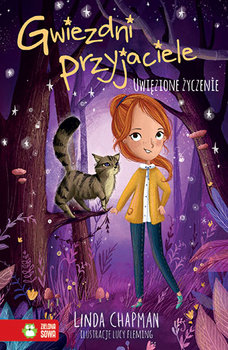 Gwiezdni
przyjaciele
Uwięzione życzenie
Linda Chapman
ilustracje Lucy Fleming
ZIELONA
SOWA